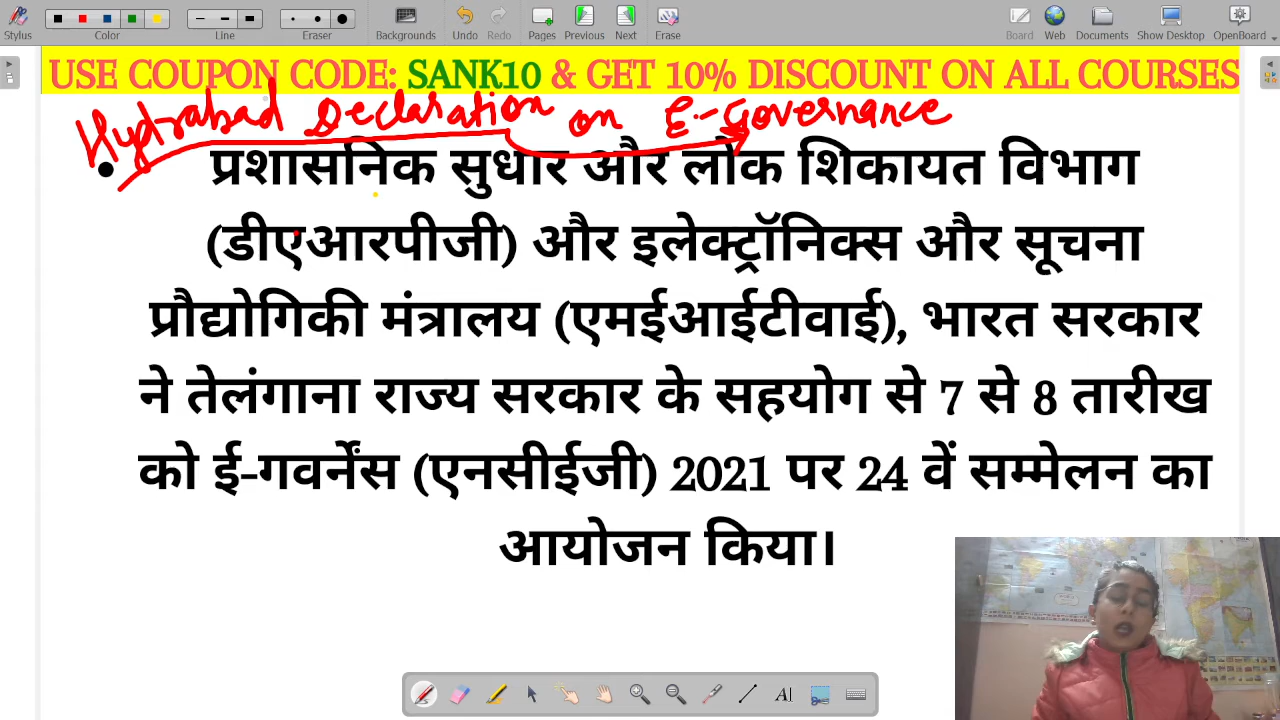 Stylus
Color
Line
Eraser
Backgrounds
Undo
Redo
Pages
Previous
Next
Erase
Board
Web
Documents
Show Desktop
OpenBoard
USE COUPON CODE: SANK10 & GET 10% DISCOUNT ON ALL COURSES
Hydrabad Declaration on E-Governance
• प्रशासनिक सुधार और लोक शिकायत विभाग
(डीएआरपीजी) और इलेक्ट्रॉनिक्स और सूचना
प्रौद्योगिकी मंत्रालय (एमईआईटीवाई), भारत सरकार
ने तेलंगाना राज्य सरकार के सहयोग से 7 से 8 तारीख
को ई-गवर्नेंस (एनसीईजी) 2021 पर 24 वें सम्मेलन का
आयोजन किया।